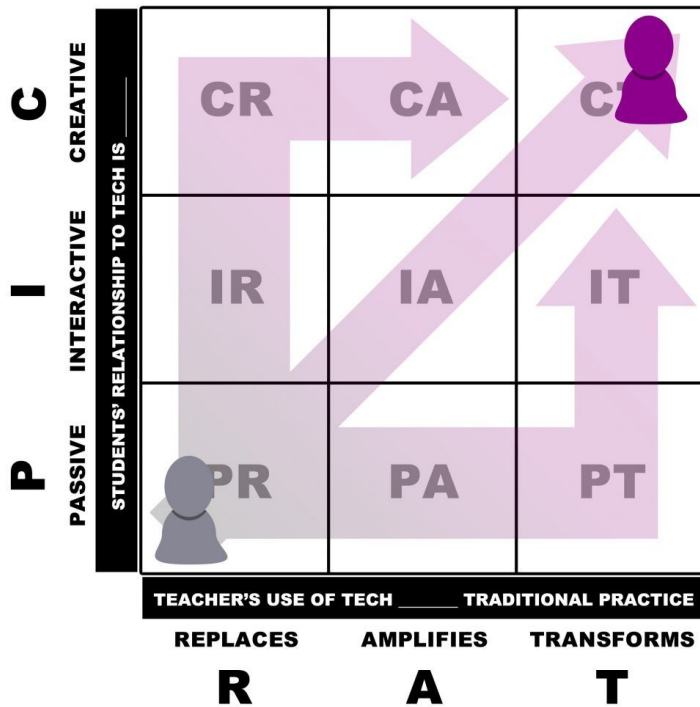 C
CREATIVE
I
INTERACTIVE
P
PASSIVE
STUDENTS' RELATIONSHIP TO TECH IS ______
CR CA
IR IA IT
PR PA PT
TEACHER'S USE OF TECH ______ TRADITIONAL PRACTICE
REPLACES AMPLIFIES TRANSFORMS
R A T